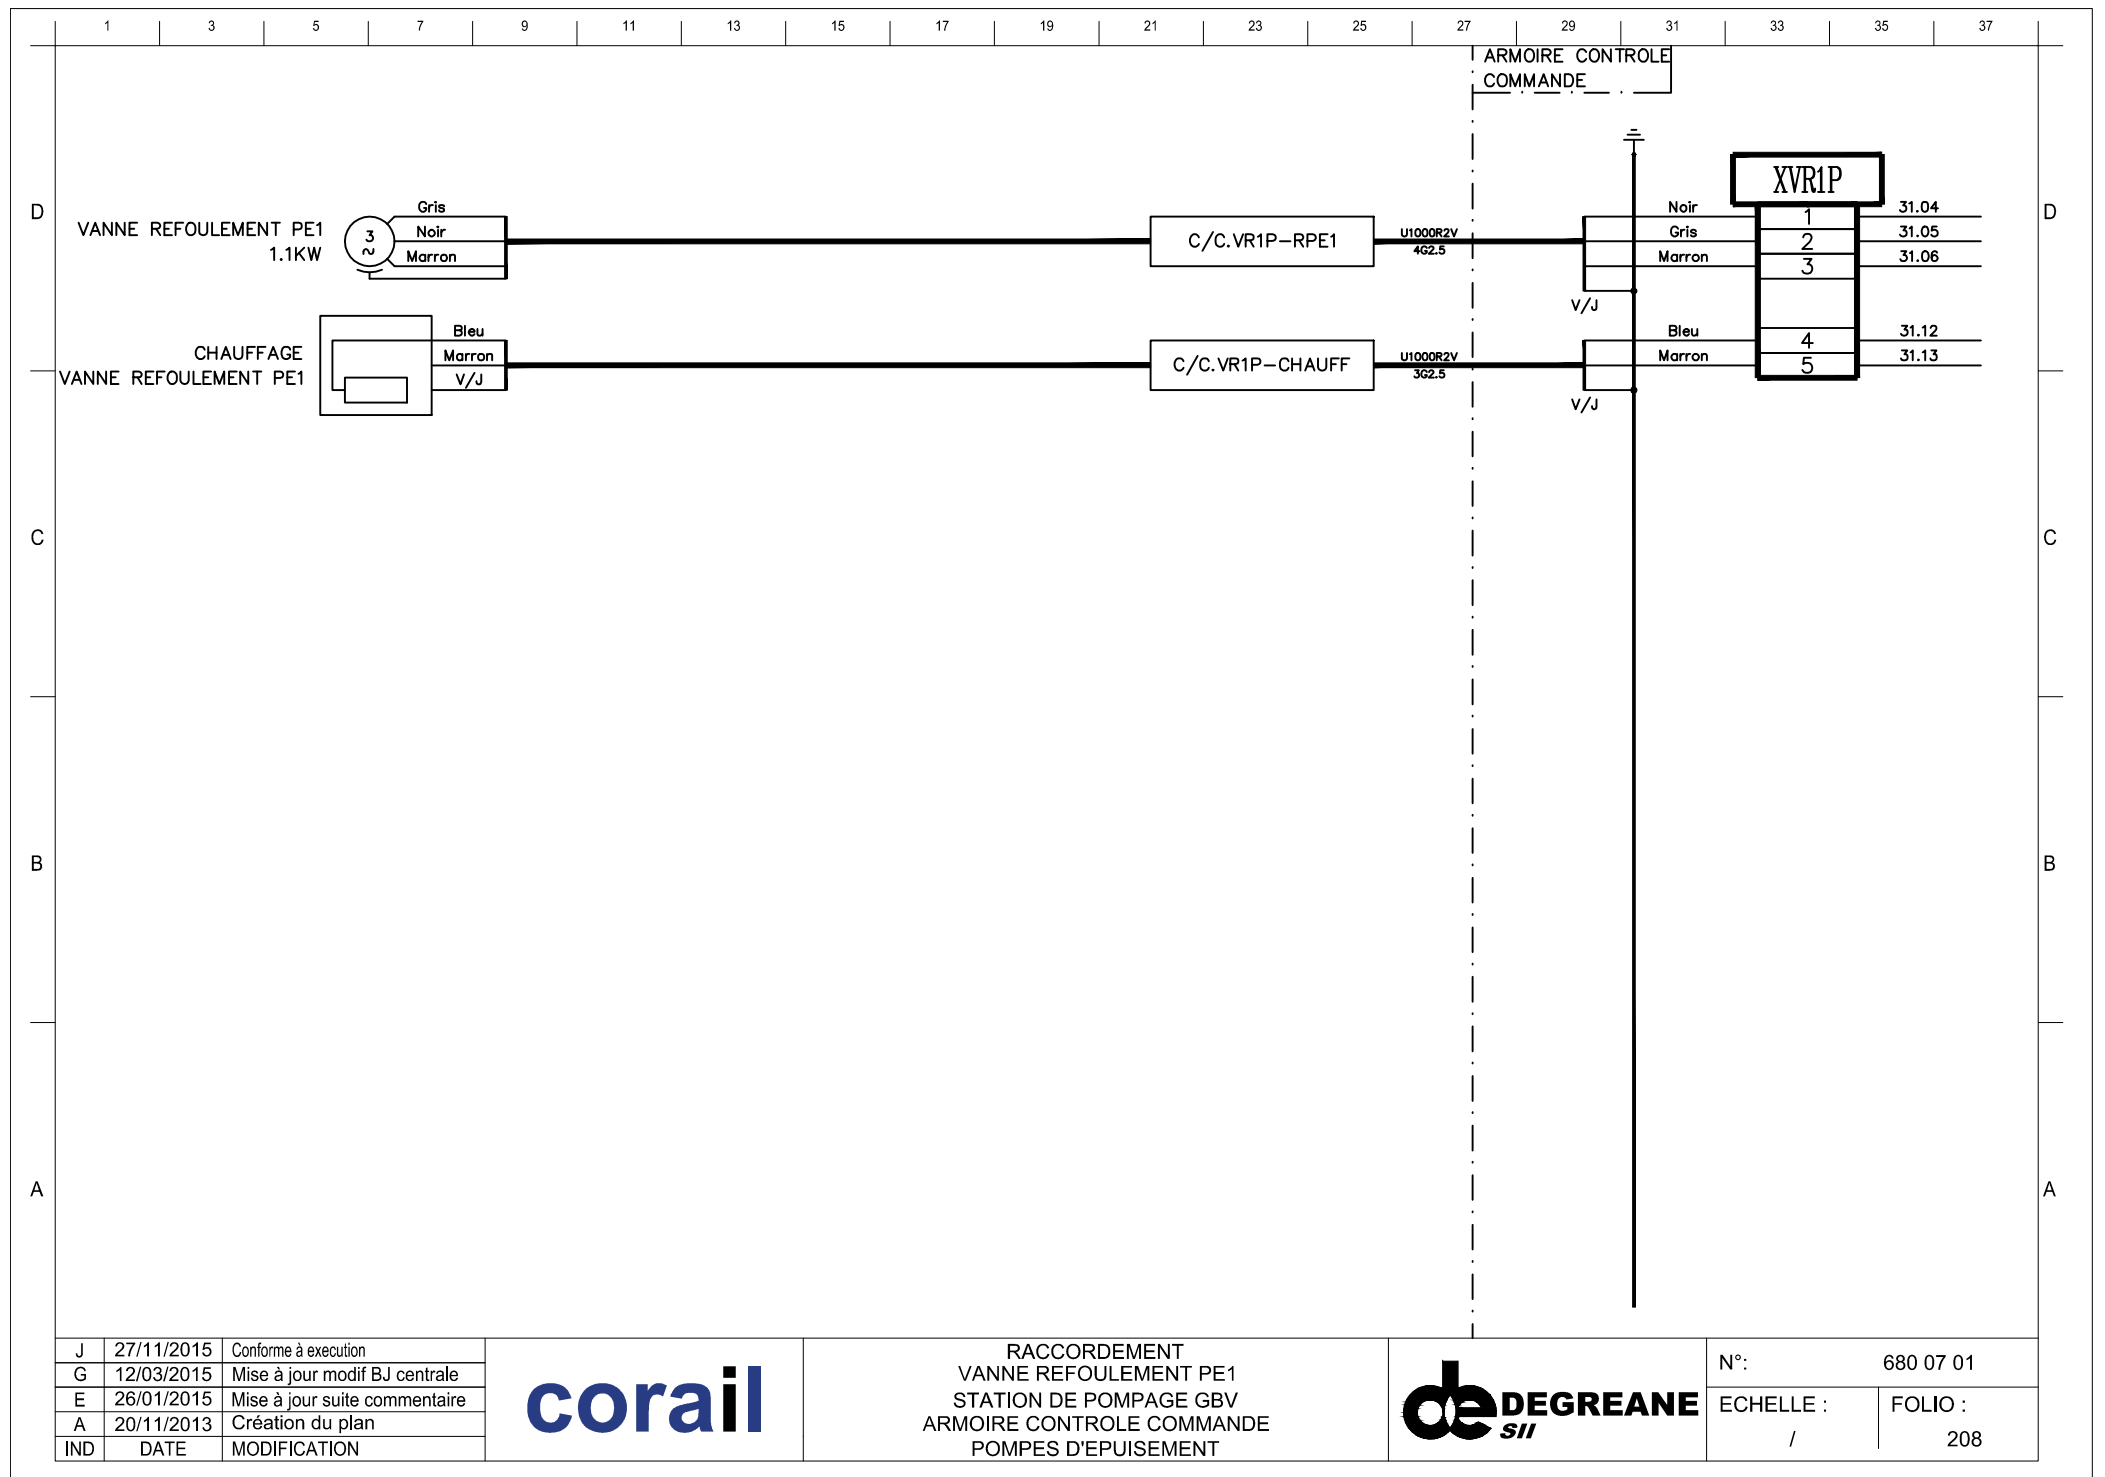 1 3 5 7 9 11 13 15 17 19 21 23 25 27 29 31 33 35 37
ARMOIRE CONTROLE
COMMANDE
XVR1P
D
D
VANNE REFOULEMENT PE1
1.1KW
3
~
Gris
Noir
Marron
C/C.VR1P-RPE1
U1000R2V
4G2.5
Noir
1
31.04
Gris
2
31.05
Marron
3
31.06
V/J
CHAUFFAGE
VANNE REFOULEMENT PE1
Bleu
Marron
V/J
C/C.VR1P-CHAUFF
U1000R2V
3G2.5
Bleu
4
31.12
Marron
5
31.13
V/J
C
C
B
B
A
A
J 27/11/2015 Conforme à execution
G 12/03/2015 Mise à jour modif BJ centrale
E 26/01/2015 Mise à jour suite commentaire
A 20/11/2013 Création du plan
IND DATE MODIFICATION
corail
RACCORDEMENT
VANNE REFOULEMENT PE1
STATION DE POMPAGE GBV
ARMOIRE CONTROLE COMMANDE
POMPES D'EPUISEMENT
de DEGREANE
SII
N°: 680 07 01
ECHELLE :
/
FOLIO :
208